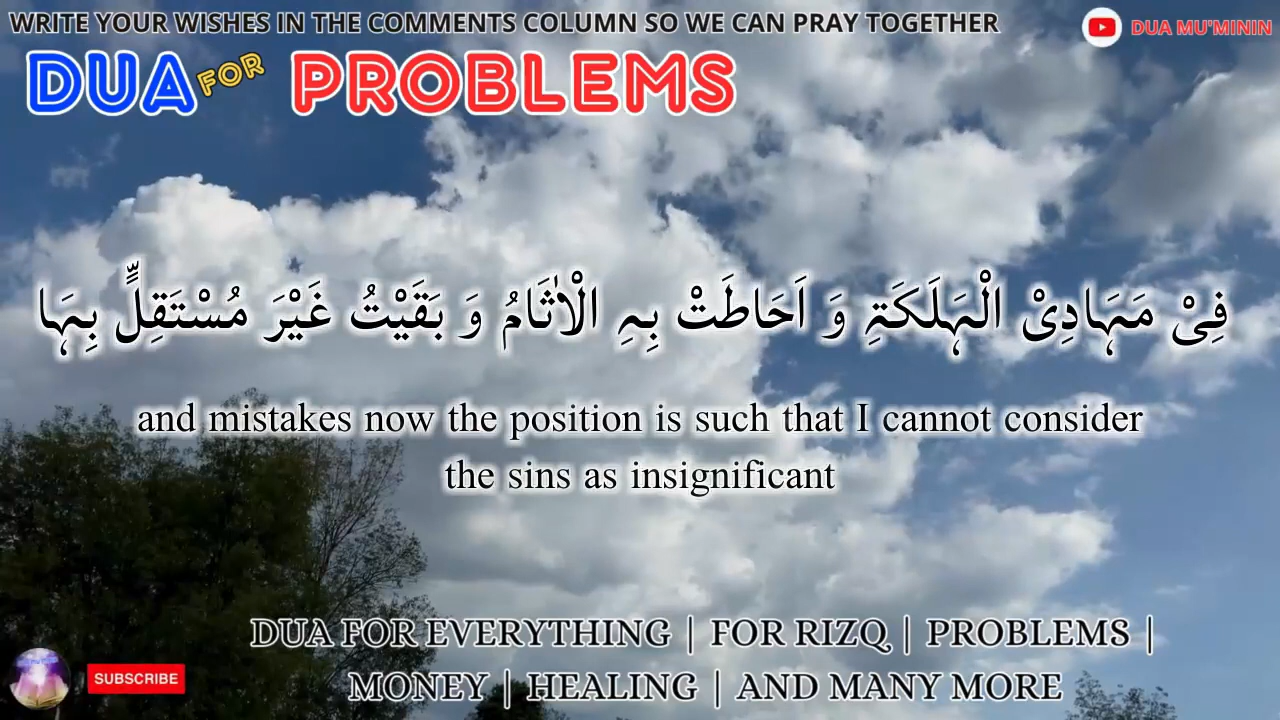 WRITE YOUR WISHES IN THE COMMENTS COLUMN SO WE CAN PRAY TOGETHER
DUA MU'MININ
DUA FOR PROBLEMS
فِیْ مَہَادِیْ الْہَلَکَۃِ وَ اَحَاطَتْ بِہِ الْاٰثَامُ وَ بَقَیْتُ غَیْرَ مُسْتَقِلٍّ بِہَا
and mistakes now the position is such that I cannot consider
the sins as insignificant
DUA FOR EVERYTHING | FOR RIZQ | PROBLEMS |
MONEY | HEALING | AND MANY MORE
SUBSCRIBE